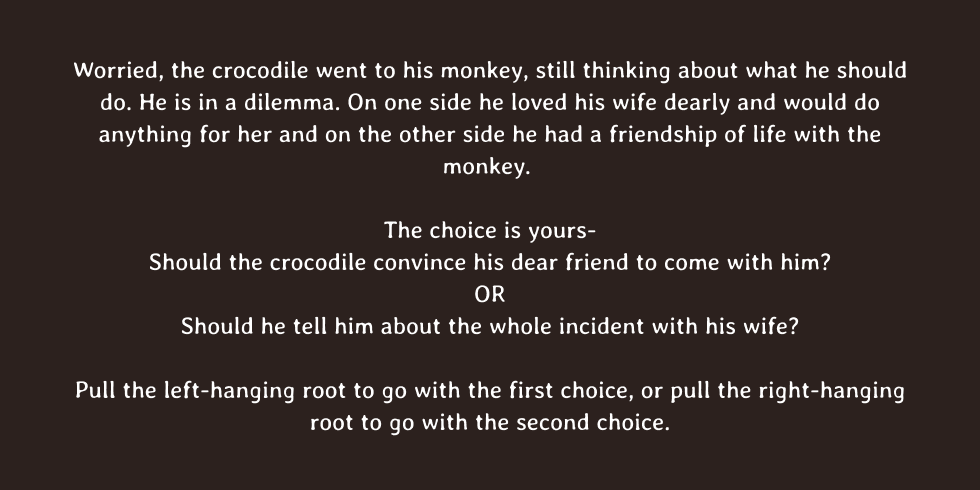 Worried, the crocodile went to his monkey, still thinking about what he should
do. He is in a dilemma. On one side he loved his wife dearly and would do
anything for her and on the other side he had a friendship of life with the
monkey.
The choice is yours-
Should the crocodile convince his dear friend to come with him?
OR
Should he tell him about the whole incident with his wife?
Pull the left-hanging root to go with the first choice, or pull the right-hanging
root to go with the second choice.